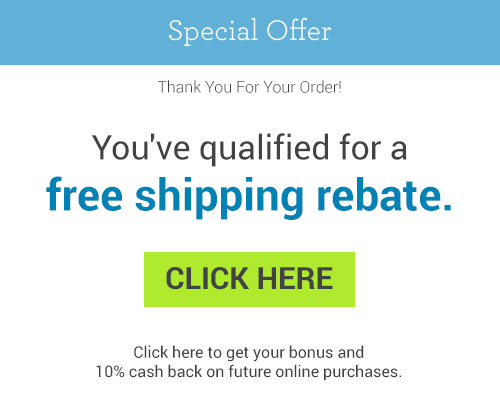 Special Offer
Thank You For Your Order!
You've qualified for a
free shipping rebate.
CLICK HERE
Click here to get your bonus and
10% cash back on future online purchases.